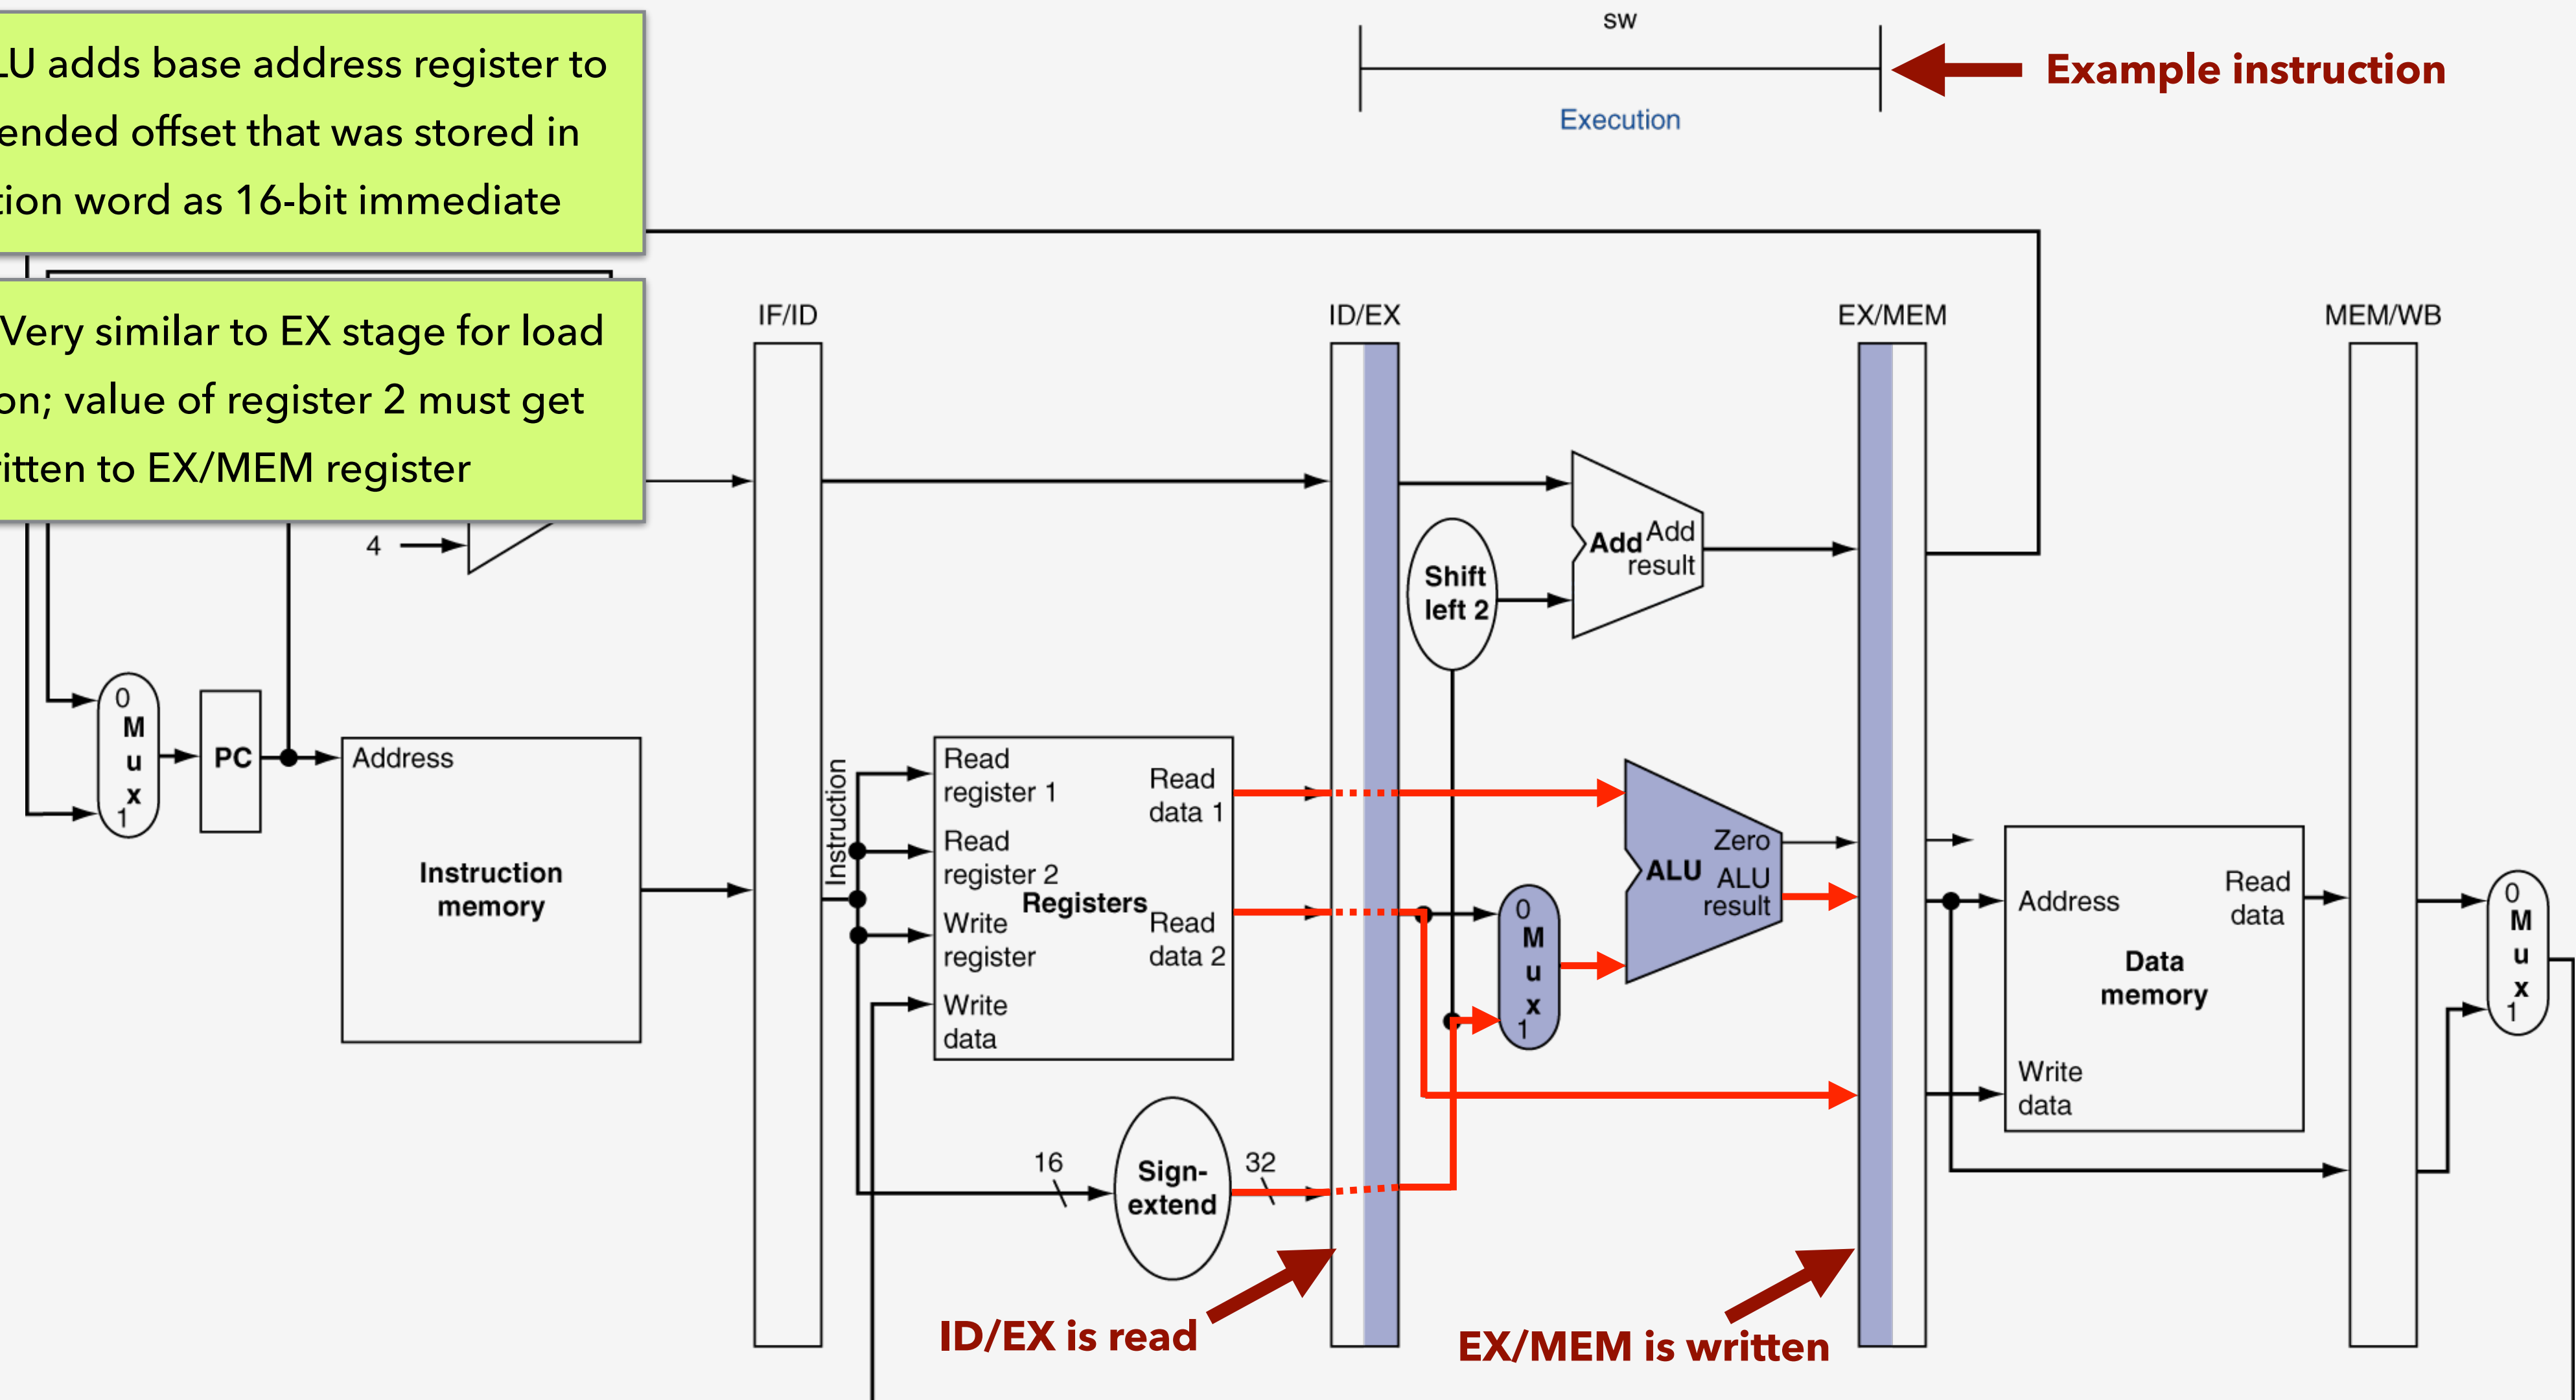 LU adds base address register to
ended offset that was stored in
tion word as 16-bit immediate
sw
Example instruction
Execution
Very similar to EX stage for load
on; value of register 2 must get
itten to EX/MEM register
IF/ID
ID/EX
EX/MEM
MEM/WB
4
Add
Add
result
Shift
left 2
0
M
u
x
1
PC
Address
Instruction
memory
Instruction
Read
register 1
Read
register 2
Write
register
Write
data
Registers
Read
data 1
Read
data 2
16
Sign-
extend
32
0
M
u
x
1
ALU
Zero
ALU
result
Address
Read
data
Data
memory
Write
data
0
M
u
x
1
ID/EX is read
EX/MEM is written